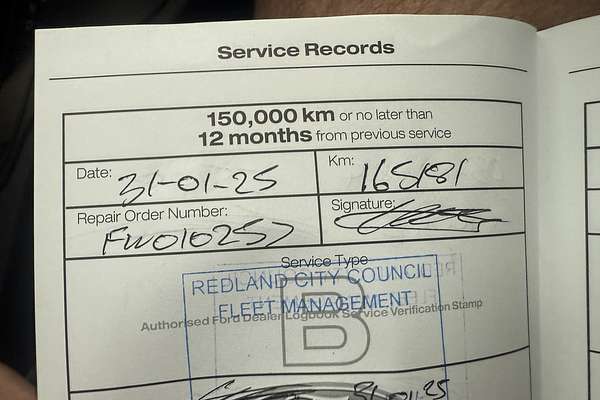 Service Records
150,000 km or no later than
12 months from previous service
Date: 31-01-25
Km: 165181
Repair Order Number: FW010257
Signature:
Service Type
B
REDLAND CITY COUNCIL
FLEET MANAGEMENT
Authorised Ford Dealer Logbook Service Verification Stamp
31-01-25